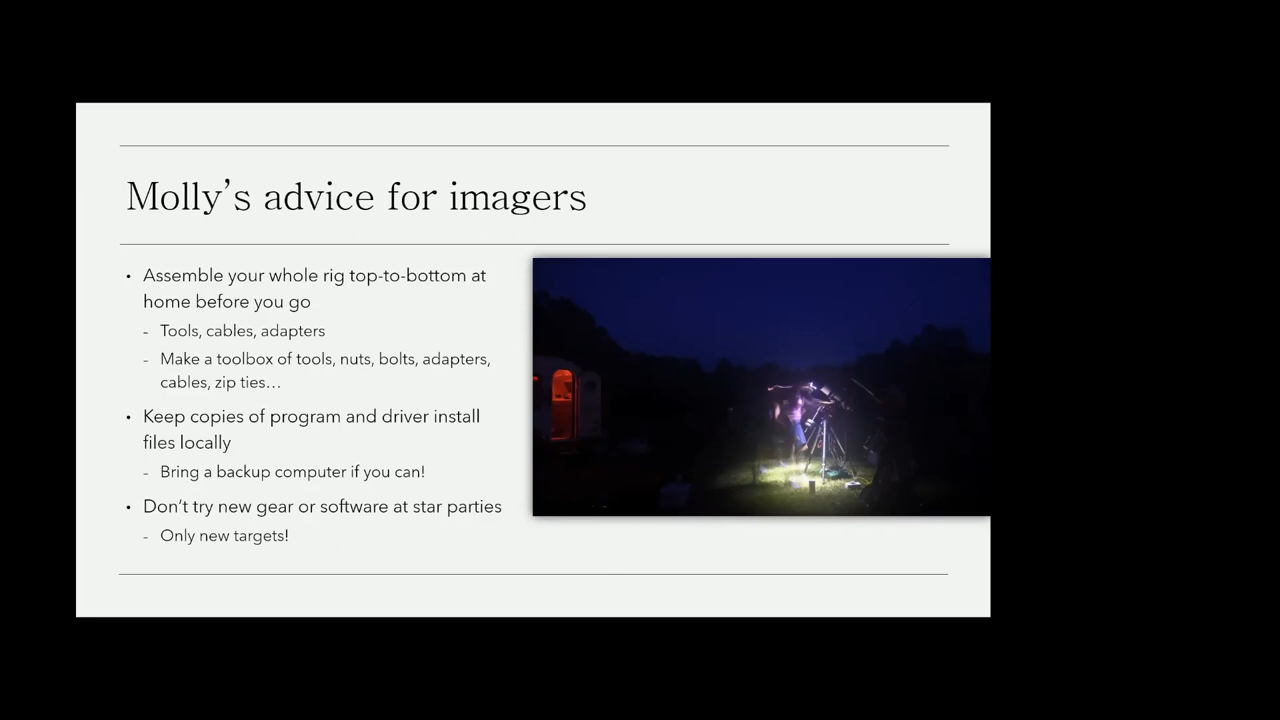 Molly’s advice for imagers
• Assemble your whole rig top-to-bottom at
home before you go
- Tools, cables, adapters
- Make a toolbox of tools, nuts, bolts, adapters,
cables, zip ties…
• Keep copies of program and driver install
files locally
- Bring a backup computer if you can!
• Don’t try new gear or software at star parties
- Only new targets!